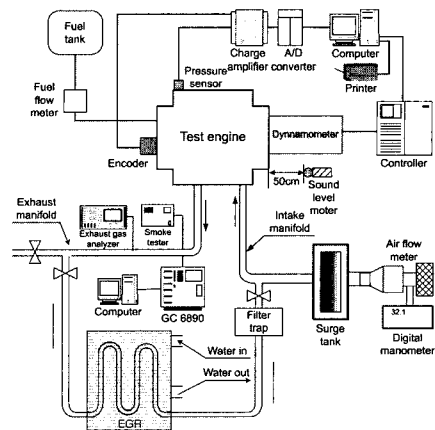 Fuel
tank
Fuel
flow
meter
Charge
amplifier
A/D
converter
Computer
Printer
Pressure
sensor
Test engine
Dynnamometer
Encoder
Controller
50cm
Sound
level
moter
Exhaust
manifold
Exhaust gas
analyzer
Smoke
tester
Intake
manifold
Air flow
meter
Computer
GC 6890
Filter
trap
Surge
tank
32.1
Digital
manometer
Water in
Water out
EGR